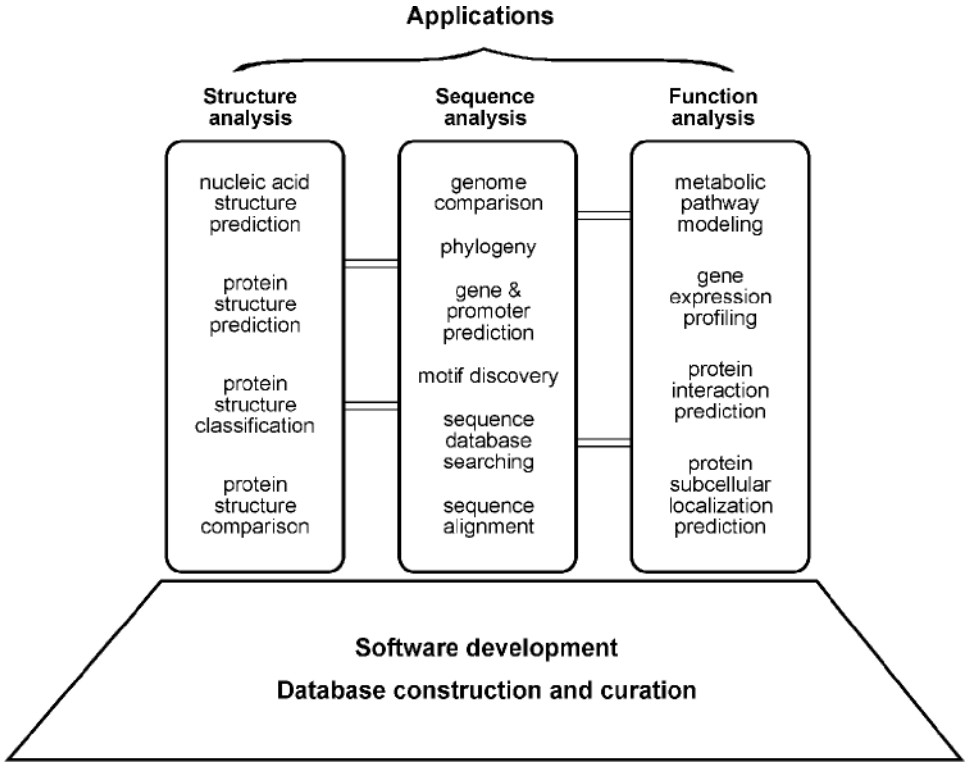 Applications
Structure
analysis
Sequence
analysis
Function
analysis
nucleic acid
structure
prediction
protein
structure
prediction
protein
structure
classification
protein
structure
comparison
genome
comparison
phylogeny
gene &
promoter
prediction
motif discovery
sequence
database
searching
sequence
alignment
metabolic
pathway
modeling
gene
expression
profiling
protein
interaction
prediction
protein
subcellular
localization
prediction
Software development
Database construction and curation